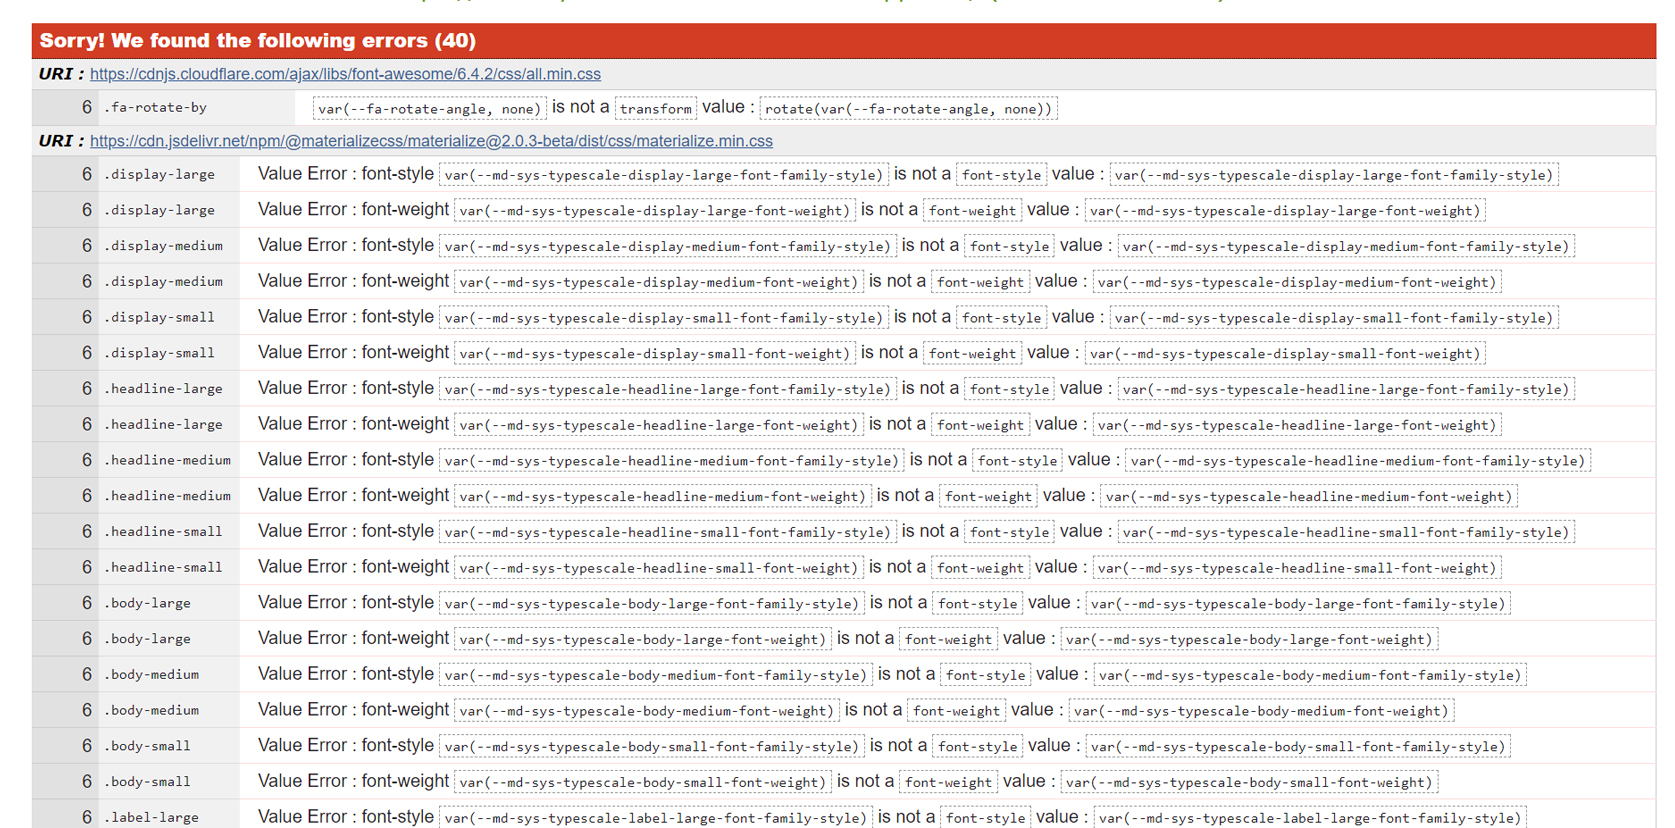 Sorry! We found the following errors (40)
URI : https://cdnjs.cloudflare.com/ajax/libs/font-awesome/6.4.2/css/all.min.css
6 .fa-rotate-by var(--fa-rotate-angle, none) is not a transform value : rotate(var(--fa-rotate-angle, none))
URI : https://cdn.jsdelivr.net/npm/@materializecss/materialize@2.0.3-beta/dist/css/materialize.min.css
6 .display-large Value Error : font-style var(--md-sys-typescale-display-large-font-family-style) is not a font-style value : var(--md-sys-typescale-display-large-font-family-style)
6 .display-large Value Error : font-weight var(--md-sys-typescale-display-large-font-weight) is not a font-weight value : var(--md-sys-typescale-display-large-font-weight)
6 .display-medium Value Error : font-style var(--md-sys-typescale-display-medium-font-family-style) is not a font-style value : var(--md-sys-typescale-display-medium-font-family-style)
6 .display-medium Value Error : font-weight var(--md-sys-typescale-display-medium-font-weight) is not a font-weight value : var(--md-sys-typescale-display-medium-font-weight)
6 .display-small Value Error : font-style var(--md-sys-typescale-display-small-font-family-style) is not a font-style value : var(--md-sys-typescale-display-small-font-family-style)
6 .display-small Value Error : font-weight var(--md-sys-typescale-display-small-font-weight) is not a font-weight value : var(--md-sys-typescale-display-small-font-weight)
6 .headline-large Value Error : font-style var(--md-sys-typescale-headline-large-font-family-style) is not a font-style value : var(--md-sys-typescale-headline-large-font-family-style)
6 .headline-large Value Error : font-weight var(--md-sys-typescale-headline-large-font-weight) is not a font-weight value : var(--md-sys-typescale-headline-large-font-weight)
6 .headline-medium Value Error : font-style var(--md-sys-typescale-headline-medium-font-family-style) is not a font-style value : var(--md-sys-typescale-headline-medium-font-family-style)
6 .headline-medium Value Error : font-weight var(--md-sys-typescale-headline-medium-font-weight) is not a font-weight value : var(--md-sys-typescale-headline-medium-font-weight)
6 .headline-small Value Error : font-style var(--md-sys-typescale-headline-small-font-family-style) is not a font-style value : var(--md-sys-typescale-headline-small-font-family-style)
6 .headline-small Value Error : font-weight var(--md-sys-typescale-headline-small-font-weight) is not a font-weight value : var(--md-sys-typescale-headline-small-font-weight)
6 .body-large Value Error : font-style var(--md-sys-typescale-body-large-font-family-style) is not a font-style value : var(--md-sys-typescale-body-large-font-family-style)
6 .body-large Value Error : font-weight var(--md-sys-typescale-body-large-font-weight) is not a font-weight value : var(--md-sys-typescale-body-large-font-weight)
6 .body-medium Value Error : font-style var(--md-sys-typescale-body-medium-font-family-style) is not a font-style value : var(--md-sys-typescale-body-medium-font-family-style)
6 .body-medium Value Error : font-weight var(--md-sys-typescale-body-medium-font-weight) is not a font-weight value : var(--md-sys-typescale-body-medium-font-weight)
6 .body-small Value Error : font-style var(--md-sys-typescale-body-small-font-family-style) is not a font-style value : var(--md-sys-typescale-body-small-font-family-style)
6 .body-small Value Error : font-weight var(--md-sys-typescale-body-small-font-weight) is not a font-weight value : var(--md-sys-typescale-body-small-font-weight)
6 .label-large Value Error : font-style var(--md-sys-typescale-label-large-font-family-style) is not a font-style value : var(--md-sys-typescale-label-large-font-family-style)